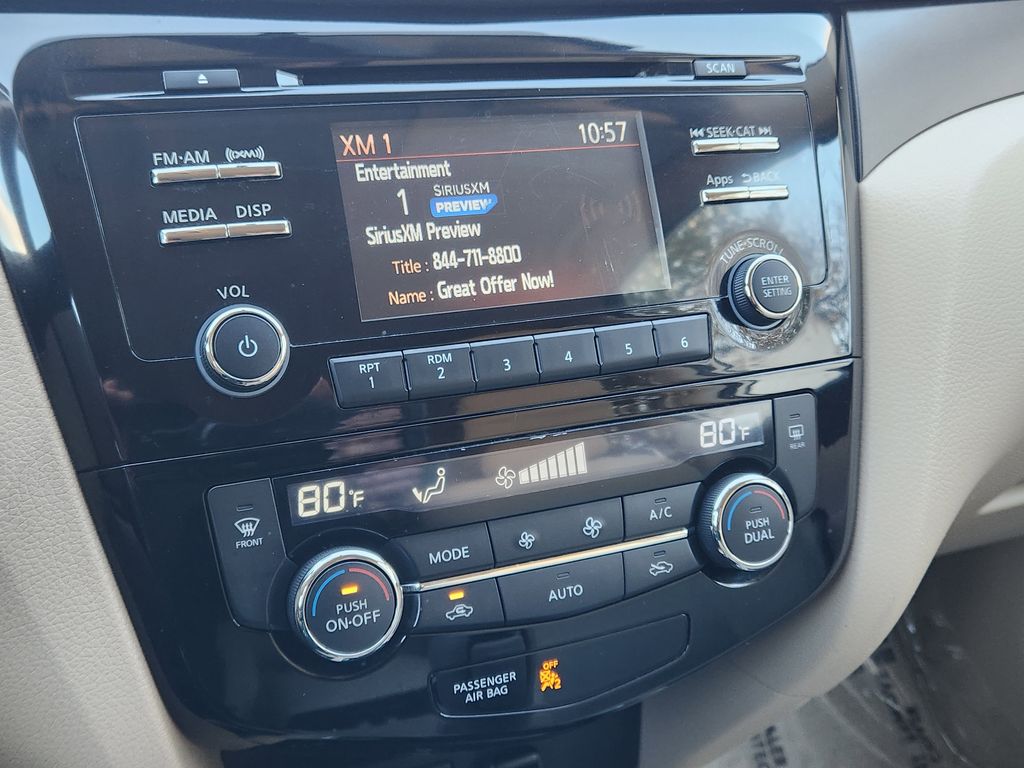 SCAN
FM·AM
((XM))
SEEK·CAT
MEDIA DISP
Apps BACK
XM 1 10:57
Entertainment
1 SIRIUSXM
PREVIEW
SiriusXM Preview
Title : 844-711-8800
Name : Great Offer Now!
TUNE·SCROLL
ENTER
SETTING
VOL
RPT
1
RDM
2
3
4
5
6
80°F
80°F
REAR
FRONT
MODE
A/C
AUTO
PUSH
ON·OFF
PUSH
DUAL
PASSENGER
AIR BAG
OFF
2